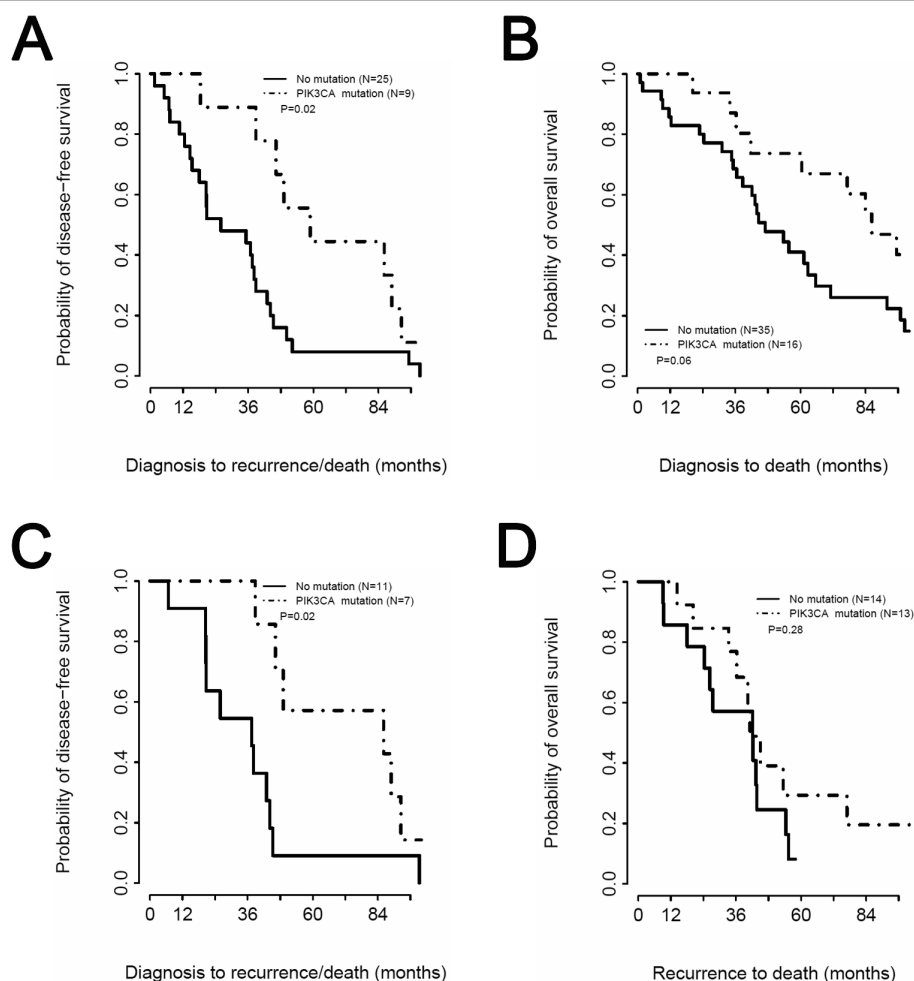 A
Probability of disease−free survival
1.0
0.8
0.6
0.4
0.2
0.0
No mutation (N=25)
PIK3CA mutation (N=9)
P=0.02
0 12 36 60 84
Diagnosis to recurrence/death (months)
B
Probability of overall survival
1.0
0.8
0.6
0.4
0.2
0.0
No mutation (N=35)
PIK3CA mutation (N=16)
P=0.06
0 12 36 60 84
Diagnosis to death (months)
C
Probability of disease−free survival
1.0
0.8
0.6
0.4
0.2
0.0
No mutation (N=11)
PIK3CA mutation (N=7)
P=0.02
0 12 36 60 84
Diagnosis to recurrence/death (months)
D
Probability of overall survival
1.0
0.8
0.6
0.4
0.2
0.0
No mutation (N=14)
PIK3CA mutation (N=13)
P=0.28
0 12 36 60 84
Recurrence to death (months)